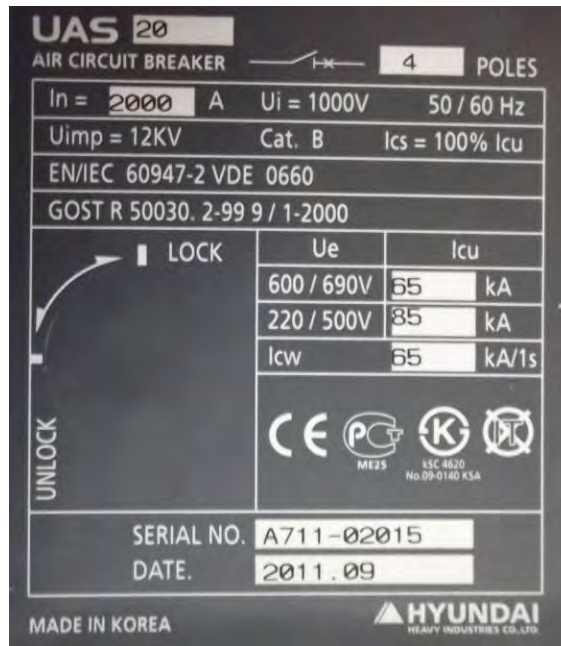 UAS 20
AIR CIRCUIT BREAKER 4 POLES
In = 2000 A Ui = 1000V 50 / 60 Hz
Uimp = 12KV Cat. B Ics = 100% Icu
EN/IEC 60947-2 VDE 0660
GOST R 50030. 2-99 9 / 1-2000
LOCK
UNLOCK
Ue Icu
600 / 690V 65 kA
220 / 500V 85 kA
Icw 65 kA/1s
CE PCT K
ME25
KSC 4620
No.09-0140 KSA
SERIAL NO. A711-02015
DATE. 2011.09
MADE IN KOREA
HYUNDAI
HEAVY INDUSTRIES CO.,LTD.